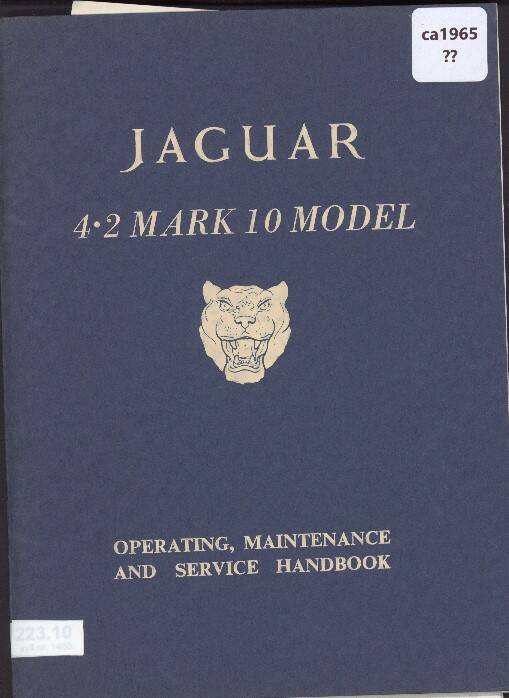 ca1965
??
JAGUAR
4·2 MARK 10 MODEL
OPERATING, MAINTENANCE
AND SERVICE HANDBOOK
223.10